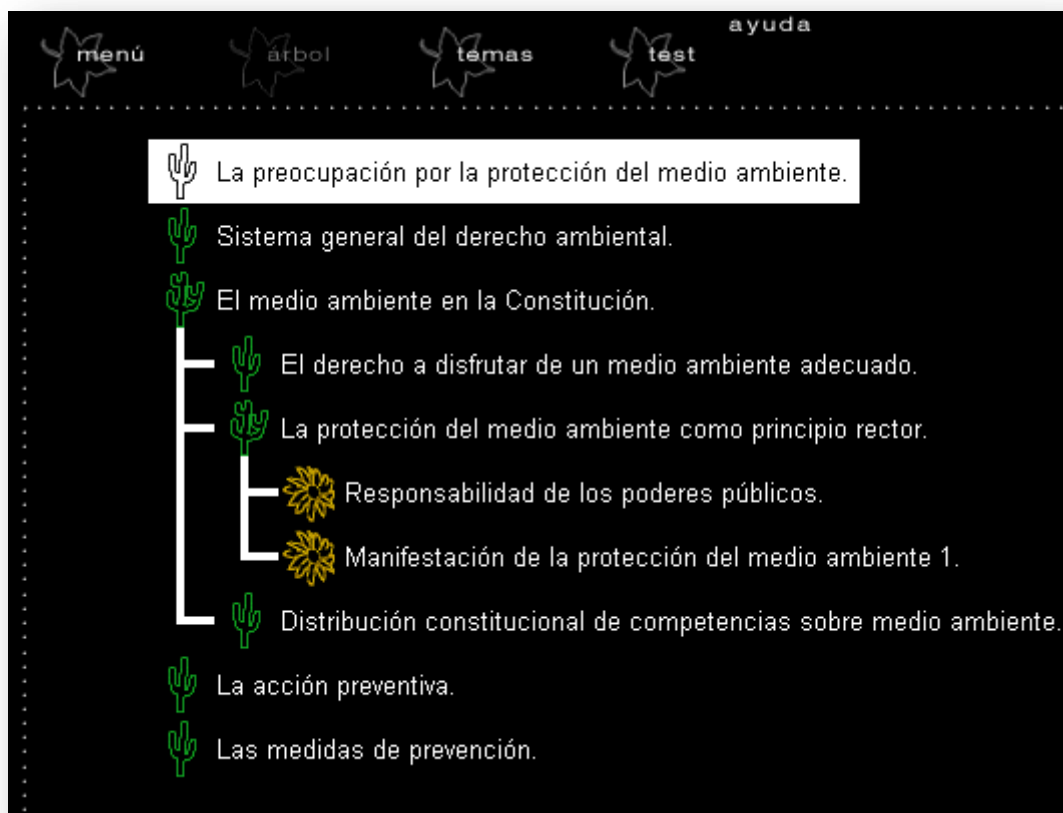 ayuda
menú árbol temas test
La preocupación por la protección del medio ambiente.
Sistema general del derecho ambiental.
El medio ambiente en la Constitución.
El derecho a disfrutar de un medio ambiente adecuado.
La protección del medio ambiente como principio rector.
Responsabilidad de los poderes públicos.
Manifestación de la protección del medio ambiente 1.
Distribución constitucional de competencias sobre medio ambiente.
La acción preventiva.
Las medidas de prevención.